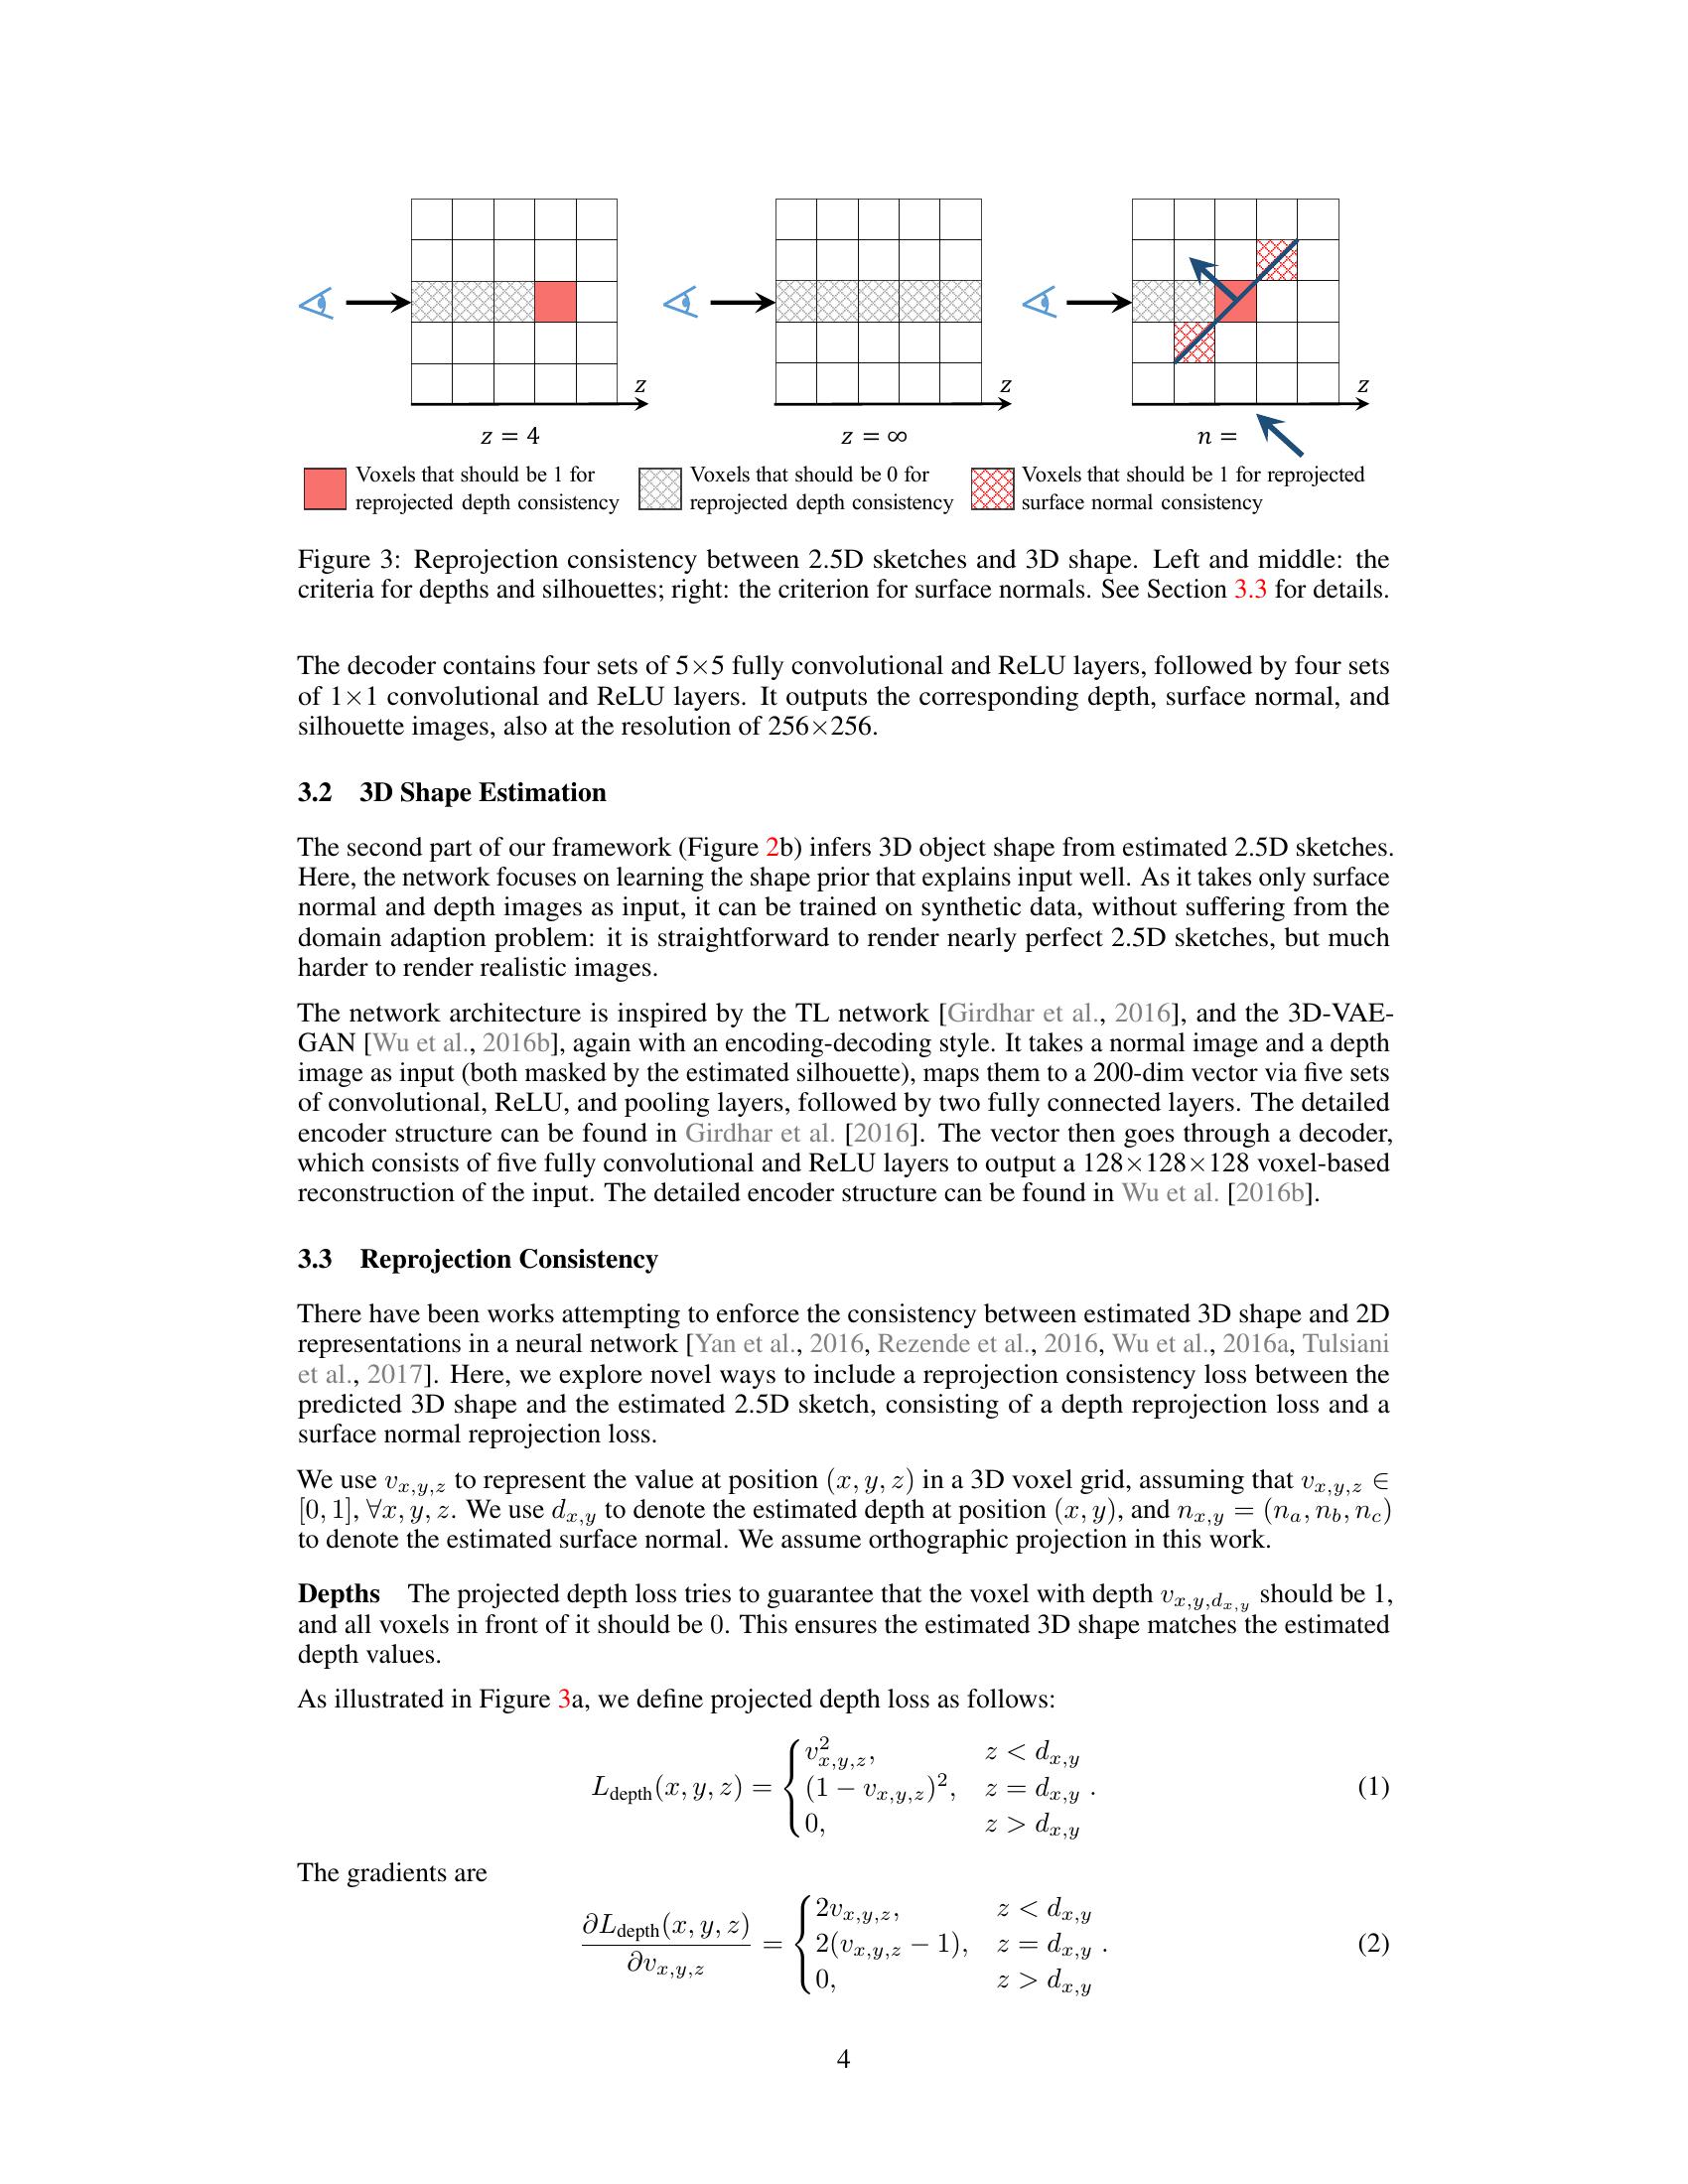 z
z
z
z = 4
z = ∞
n =
Voxels that should be 1 for
reprojected depth consistency
Voxels that should be 0 for
reprojected depth consistency
Voxels that should be 1 for reprojected
surface normal consistency
Figure 3: Reprojection consistency between 2.5D sketches and 3D shape. Left and middle: the
criteria for depths and silhouettes; right: the criterion for surface normals. See Section 3.3 for details.
The decoder contains four sets of 5×5 fully convolutional and ReLU layers, followed by four sets
of 1×1 convolutional and ReLU layers. It outputs the corresponding depth, surface normal, and
silhouette images, also at the resolution of 256×256.
3.2 3D Shape Estimation
The second part of our framework (Figure 2b) infers 3D object shape from estimated 2.5D sketches.
Here, the network focuses on learning the shape prior that explains input well. As it takes only surface
normal and depth images as input, it can be trained on synthetic data, without suffering from the
domain adaption problem: it is straightforward to render nearly perfect 2.5D sketches, but much
harder to render realistic images.
The network architecture is inspired by the TL network [Girdhar et al., 2016], and the 3D-VAE-
GAN [Wu et al., 2016b], again with an encoding-decoding style. It takes a normal image and a depth
image as input (both masked by the estimated silhouette), maps them to a 200-dim vector via five sets
of convolutional, ReLU, and pooling layers, followed by two fully connected layers. The detailed
encoder structure can be found in Girdhar et al. [2016]. The vector then goes through a decoder,
which consists of five fully convolutional and ReLU layers to output a 128×128×128 voxel-based
reconstruction of the input. The detailed encoder structure can be found in Wu et al. [2016b].
3.3 Reprojection Consistency
There have been works attempting to enforce the consistency between estimated 3D shape and 2D
representations in a neural network [Yan et al., 2016, Rezende et al., 2016, Wu et al., 2016a, Tulsiani
et al., 2017]. Here, we explore novel ways to include a reprojection consistency loss between the
predicted 3D shape and the estimated 2.5D sketch, consisting of a depth reprojection loss and a
surface normal reprojection loss.
We use v_{x,y,z} to represent the value at position (x, y, z) in a 3D voxel grid, assuming that v_{x,y,z} ∈
[0, 1], ∀x, y, z. We use d_{x,y} to denote the estimated depth at position (x, y), and n_{x,y} = (n_a, n_b, n_c)
to denote the estimated surface normal. We assume orthographic projection in this work.
Depths The projected depth loss tries to guarantee that the voxel with depth v_{x,y,d_{x,y}} should be 1,
and all voxels in front of it should be 0. This ensures the estimated 3D shape matches the estimated
depth values.
As illustrated in Figure 3a, we define projected depth loss as follows:
v²_{x,y,z}, z < d_{x,y}
L_depth(x, y, z) = { (1 − v_{x,y,z})², z = d_{x,y} . (1)
0, z > d_{x,y}
The gradients are
2v_{x,y,z}, z < d_{x,y}
∂L_depth(x, y, z) / ∂v_{x,y,z} = { 2(v_{x,y,z} − 1), z = d_{x,y} . (2)
0, z > d_{x,y}
4